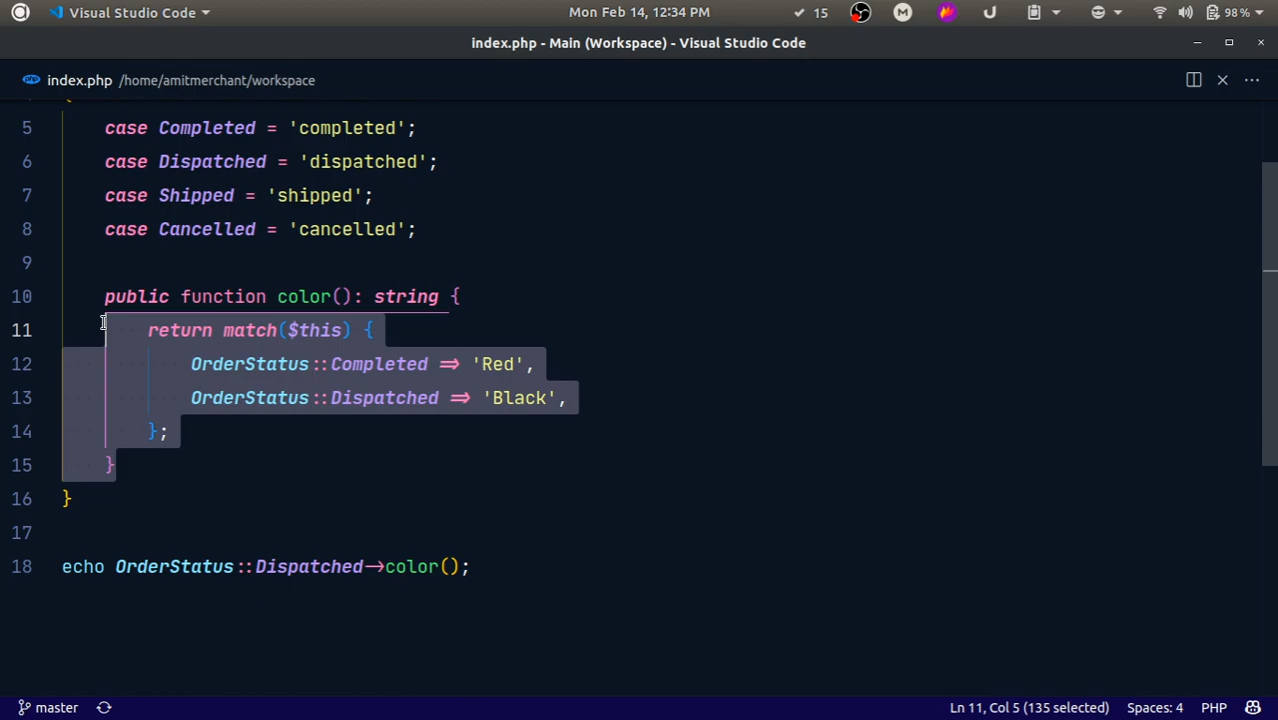 Visual Studio Code
Mon Feb 14, 12:34 PM
15
M
98%
index.php - Main (Workspace) - Visual Studio Code
php index.php /home/amitmerchant/workspace
5 case Completed = 'completed';
6 case Dispatched = 'dispatched';
7 case Shipped = 'shipped';
8 case Cancelled = 'cancelled';
9
10 public function color(): string {
11 return match($this) {
12 OrderStatus::Completed => 'Red',
13 OrderStatus::Dispatched => 'Black',
14 };
15 }
16 }
17
18 echo OrderStatus::Dispatched->color();
master
Ln 11, Col 5 (135 selected)
Spaces: 4
PHP